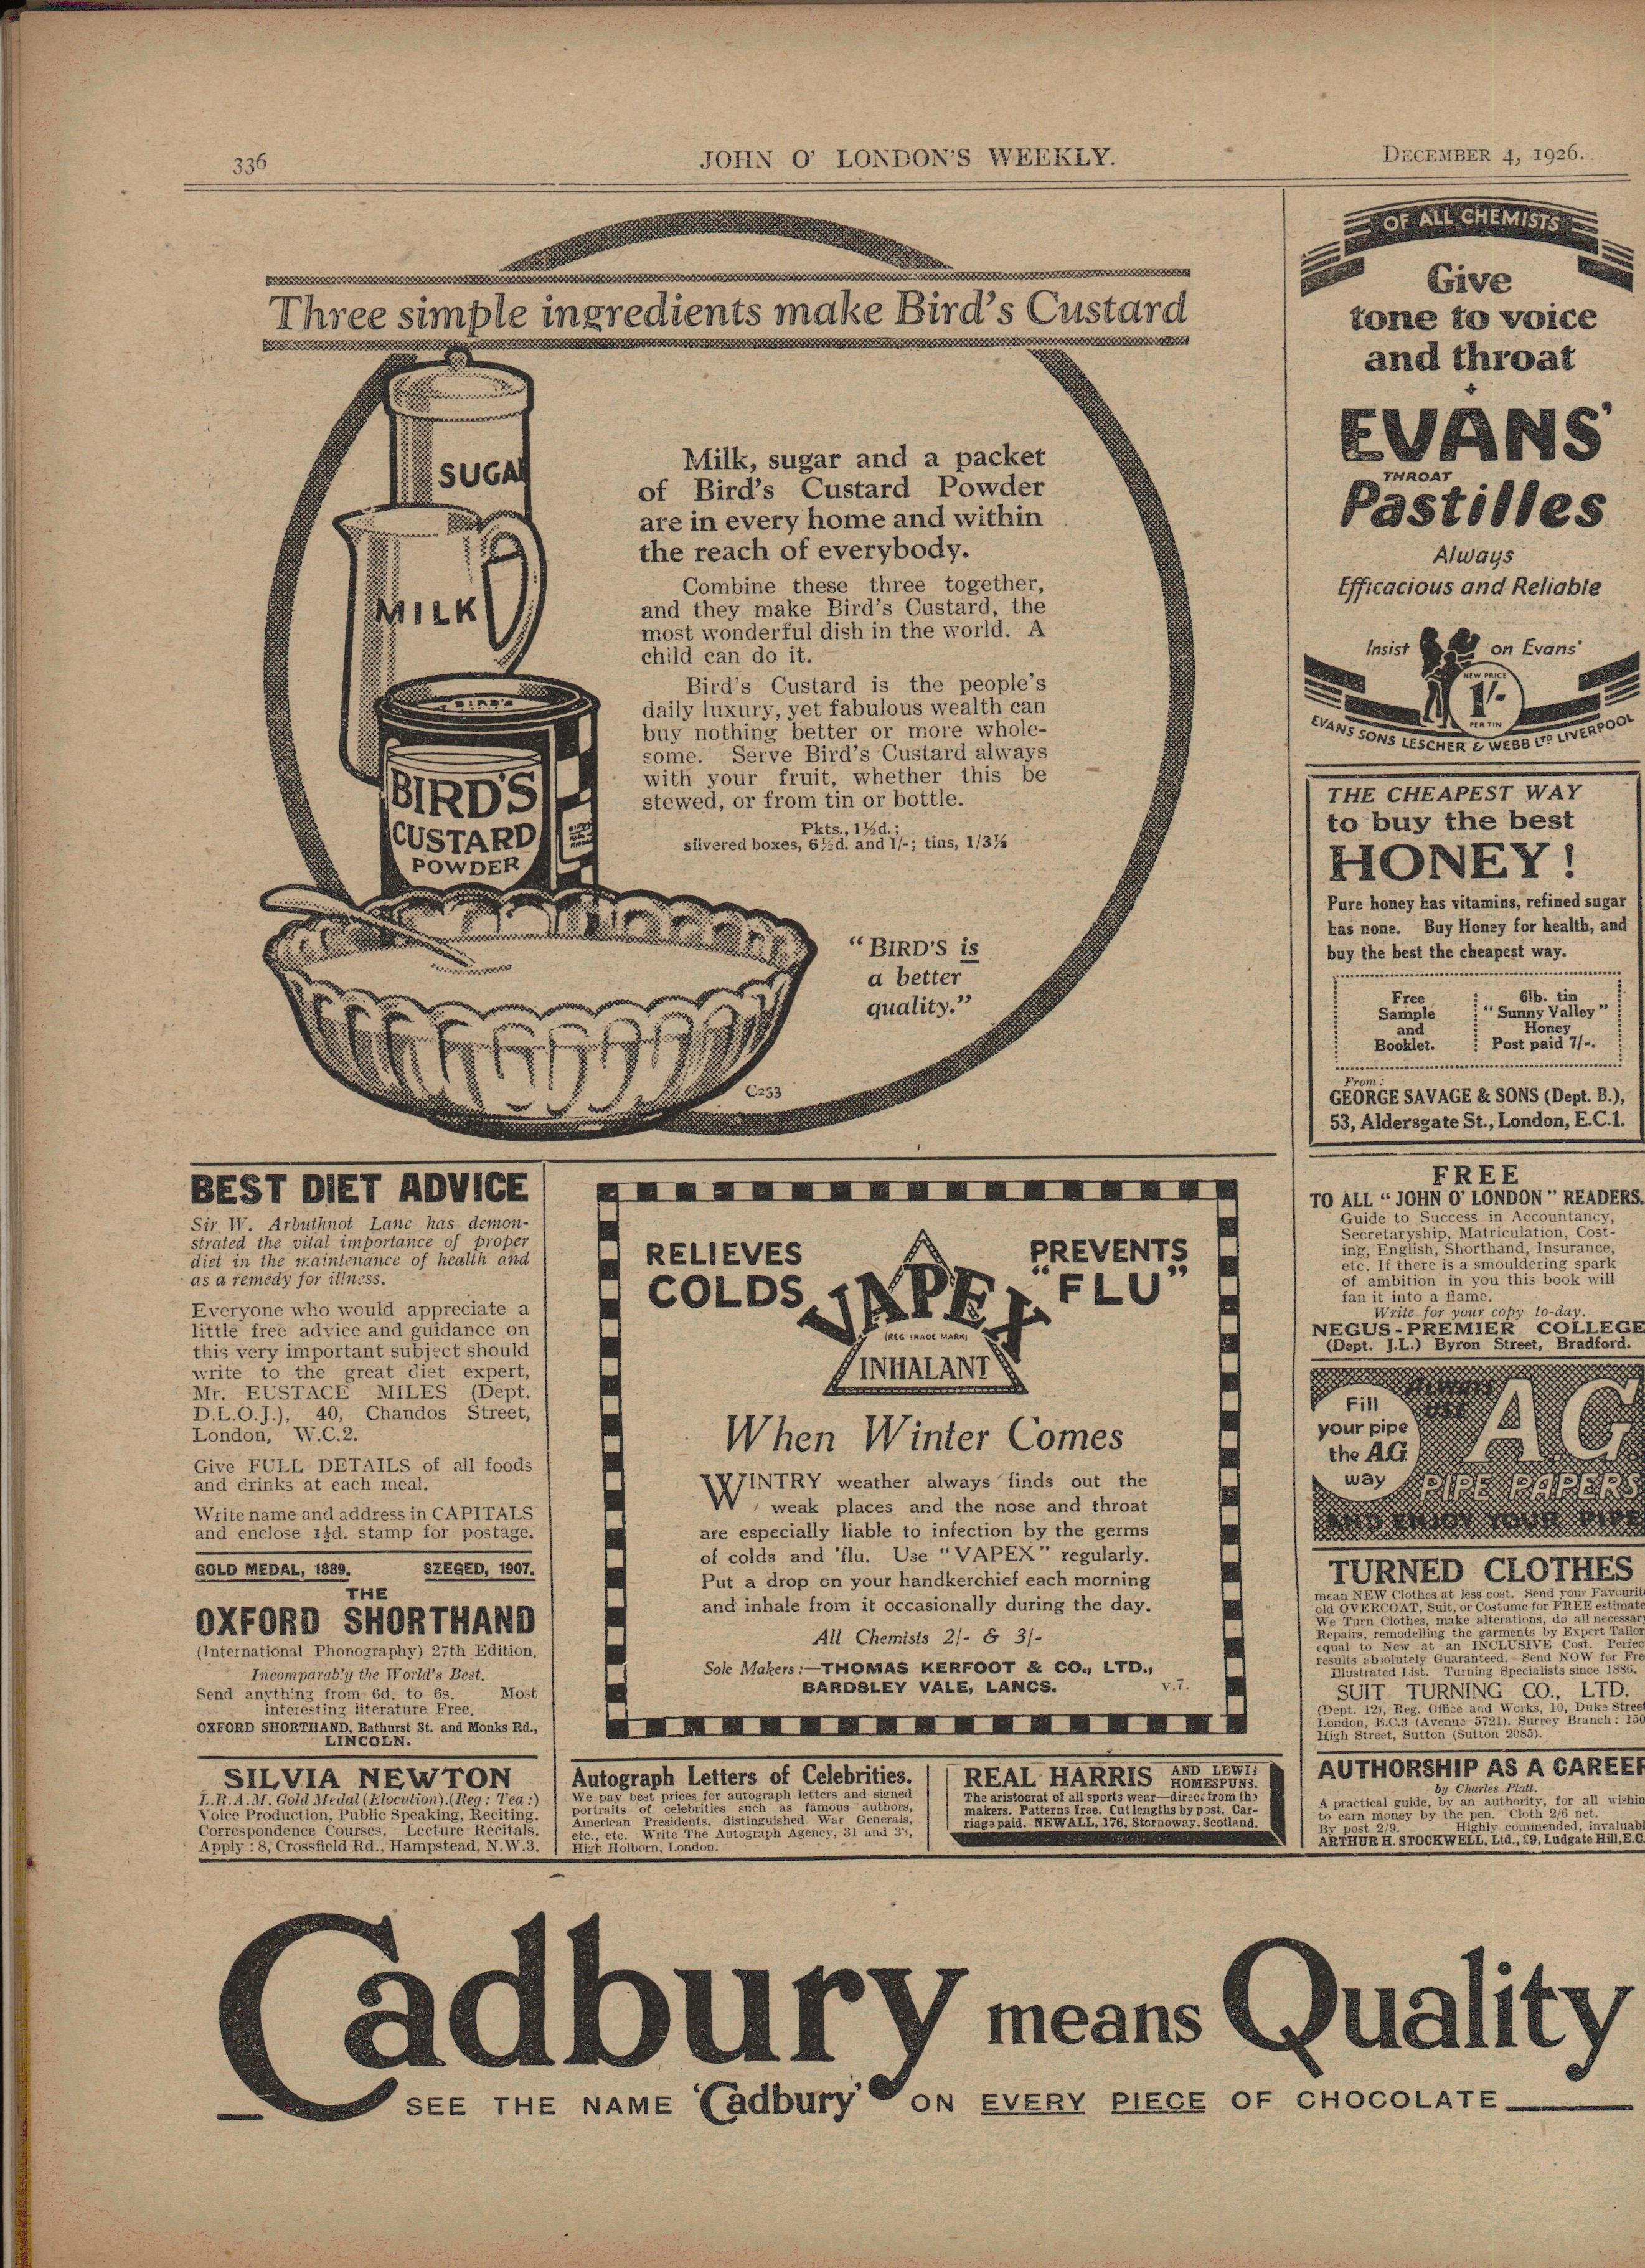 336
JOHN O' LONDON'S WEEKLY.
DECEMBER 4, 1926.
Three simple ingredients make Bird's Custard
SUGA
MILK
BIRD'S
BIRD'S
CUSTARD
POWDER
Milk, sugar and a packet
of Bird's Custard Powder
are in every home and within
the reach of everybody.
Combine these three together,
and they make Bird's Custard, the
most wonderful dish in the world. A
child can do it.
Bird's Custard is the people's
daily luxury, yet fabulous wealth can
buy nothing better or more whole-
some. Serve Bird's Custard always
with your fruit, whether this be
stewed, or from tin or bottle.
Pkts., 1½d.;
silvered boxes, 6½d. and 1/-; tins, 1/3½
"BIRD'S is
a better
quality."
C253
OF ALL CHEMISTS
Give
tone to voice
and throat
EVANS'
THROAT
Pastilles
Always
Efficacious and Reliable
Insist on Evans'
NEW PRICE
1/-
PER TIN
EVANS SONS LESCHER & WEBB LTD LIVERPOOL
THE CHEAPEST WAY
to buy the best
HONEY!
Pure honey has vitamins, refined sugar
has none. Buy Honey for health, and
buy the best the cheapest way.
Free
Sample
and
Booklet.
6lb. tin
"Sunny Valley"
Honey
Post paid 7/-.
From:
GEORGE SAVAGE & SONS (Dept. B.),
53, Aldersgate St., London, E.C.1.
BEST DIET ADVICE
Sir W. Arbuthnot Lane has demon-
strated the vital importance of proper
diet in the maintenance of health and
as a remedy for illness.
Everyone who would appreciate a
little free advice and guidance on
this very important subject should
write to the great diet expert,
Mr. EUSTACE MILES (Dept.
D.L.O.J.), 40, Chandos Street,
London, W.C.2.
Give FULL DETAILS of all foods
and drinks at each meal.
Write name and address in CAPITALS
and enclose 1½d. stamp for postage.
GOLD MEDAL, 1889. SZEGED, 1907.
THE
OXFORD SHORTHAND
(International Phonography) 27th Edition.
Incomparably the World's Best.
Send anything from 6d. to 6s. Most
interesting literature Free.
OXFORD SHORTHAND, Bathurst St. and Monks Rd.,
LINCOLN.
SILVIA NEWTON
L.R.A.M. Gold Medal (Elocution).(Reg: Tea:)
Voice Production, Public Speaking, Reciting.
Correspondence Courses. Lecture Recitals.
Apply: 8, Crossfield Rd., Hampstead, N.W.3.
RELIEVES
COLDS
VAPEX
(REG TRADE MARK)
INHALANT
PREVENTS
"FLU"
When Winter Comes
WINTRY weather always finds out the
weak places and the nose and throat
are especially liable to infection by the germs
of colds and 'flu. Use "VAPEX" regularly.
Put a drop on your handkerchief each morning
and inhale from it occasionally during the day.
All Chemists 2/- & 3/-
Sole Makers:—THOMAS KERFOOT & CO., LTD.,
BARDSLEY VALE, LANCS. v.7.
Autograph Letters of Celebrities.
We pay best prices for autograph letters and signed
portraits of celebrities such as famous authors,
American Presidents, distinguished War Generals,
etc., etc. Write The Autograph Agency, 31 and
High Holborn, London.
REAL HARRIS AND LEWIS
HOMESPUNS.
The aristocrat of all sports wear—direct from the
makers. Patterns free. Cut lengths by post. Car-
riage paid. NEWALL, 176, Stornoway, Scotland.
FREE
TO ALL "JOHN O' LONDON" READERS.
Guide to Success in Accountancy,
Secretaryship, Matriculation, Cost-
ing, English, Shorthand, Insurance,
etc. If there is a smouldering spark
of ambition in you this book will
fan it into a flame.
Write for your copy to-day.
NEGUS-PREMIER COLLEGE
(Dept. J.L.) Byron Street, Bradford.
Fill
your pipe
the AG
way
ALWAYS
USE
AG
PIPE PAPERS
AND ENJOY YOUR PIPE
TURNED CLOTHES
mean NEW Clothes at less cost. Send your Favourite
old OVERCOAT, Suit, or Costume for FREE estimate
We Turn Clothes, make alterations, do all necessary
Repairs, remodelling the garments by Expert Tailor
equal to New at an INCLUSIVE Cost. Perfec
results absolutely Guaranteed. Send NOW for Fre
Illustrated List. Turning Specialists since 1886.
SUIT TURNING CO., LTD.
(Dept. 12), Reg. Office and Works, 10, Duke Street
London, E.C.3 (Avenue 5721). Surrey Branch: 150
High Street, Sutton (Sutton 2085).
AUTHORSHIP AS A CAREER
by Charles Platt.
A practical guide, by an authority, for all wishin
to earn money by the pen. Cloth 2/6 net.
By post 2/9. Highly commended, invaluabl
ARTHUR H. STOCKWELL, Ltd., 29, Ludgate Hill, E.C.
Cadbury means Quality
SEE THE NAME 'Cadbury' ON EVERY PIECE OF CHOCOLATE